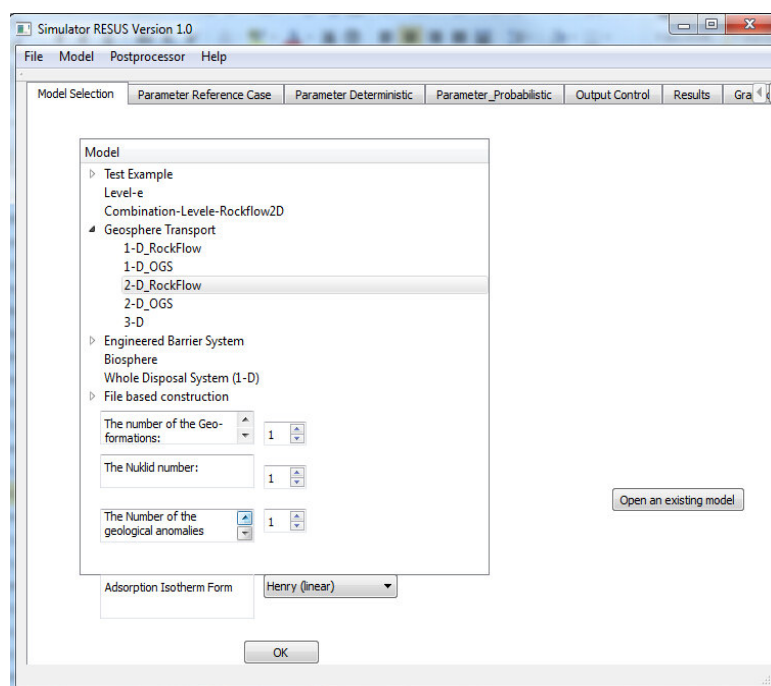 Simulator RESUS Version 1.0
File Model Postprocessor Help
Model Selection Parameter Reference Case Parameter Deterministic Parameter_Probabilistic Output Control Results Gra
Model
Test Example
Level-e
Combination-Levele-Rockflow2D
Geosphere Transport
1-D_RockFlow
1-D_OGS
2-D_RockFlow
2-D_OGS
3-D
Engineered Barrier System
Biosphere
Whole Disposal System (1-D)
File based construction
The number of the Geo-
formations: 1
The Nuklid number:
1
Open an existing model
The Number of the
geological anomalies 1
Adsorption Isotherm Form Henry (linear)
OK